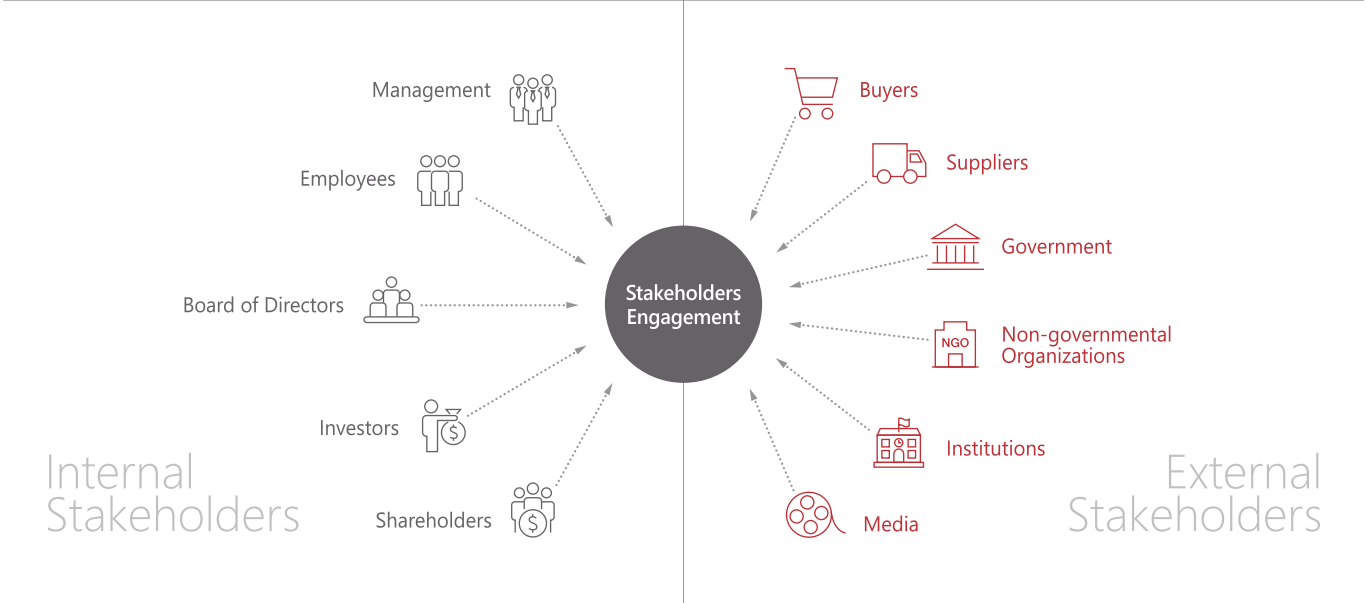 Management
Employees
Board of Directors
Investors
Shareholders
Internal
Stakeholders
Stakeholders
Engagement
Buyers
Suppliers
Government
NGO
Non-governmental
Organizations
Institutions
Media
External
Stakeholders
$
$